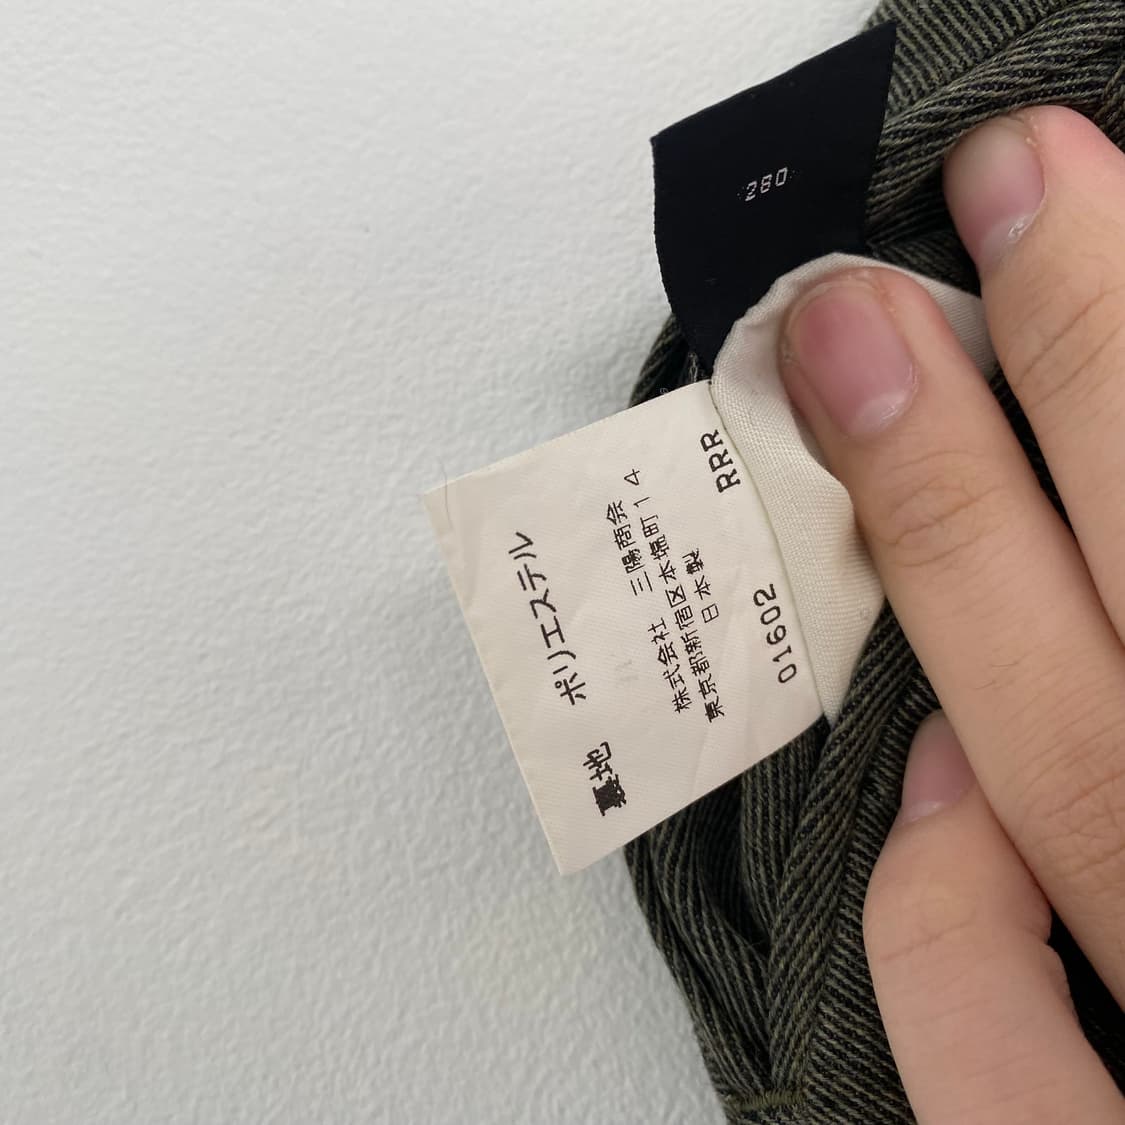 280
裏地 ポリエステル
株式会社 三陽商会
東京都新宿区本塩町14
日本製
01602 RRR